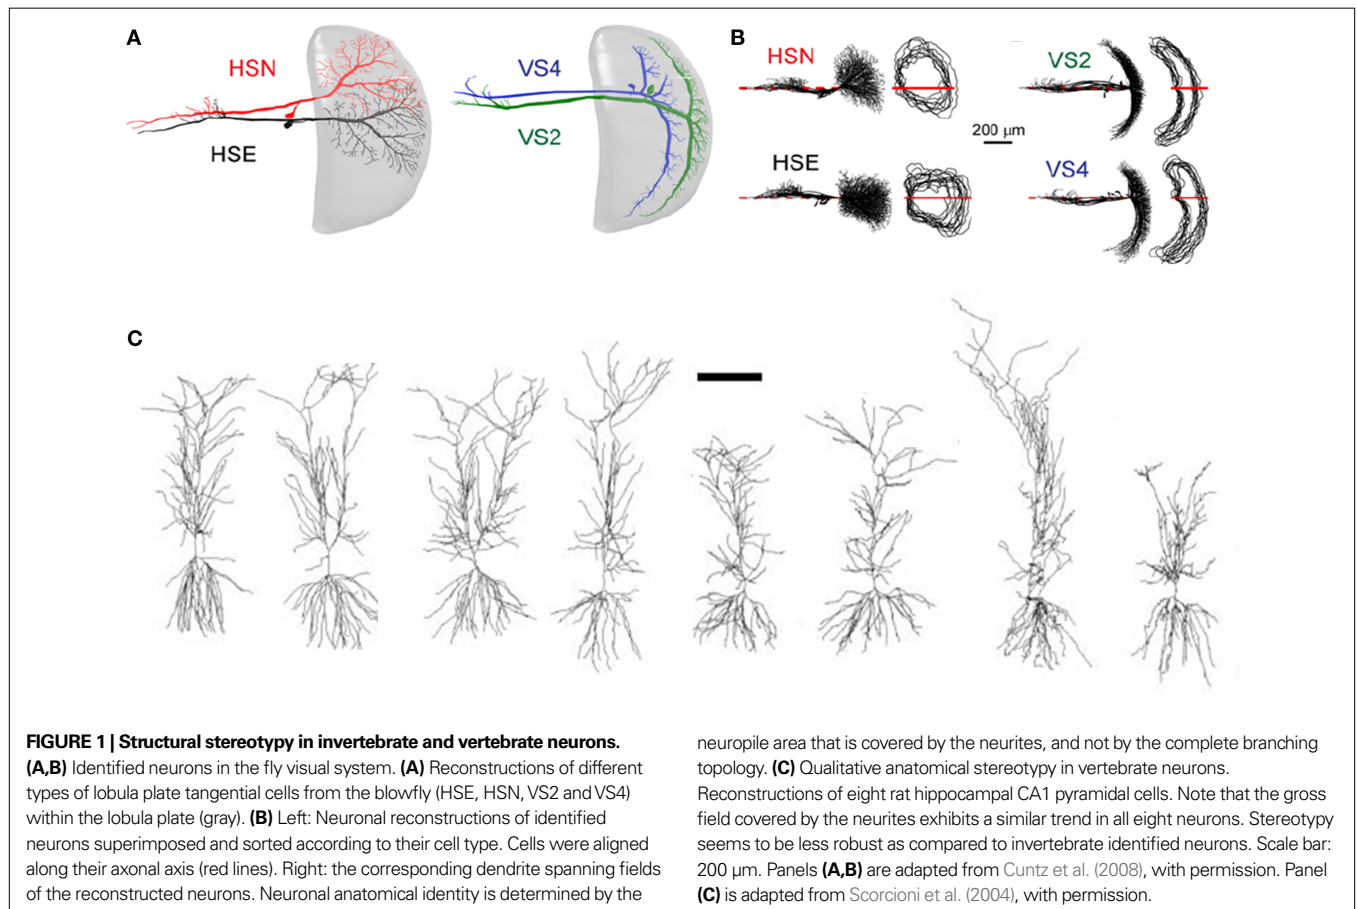 A
HSN
HSE
VS4
VS2
B
HSN
HSE
200 µm
VS2
VS4
C
FIGURE 1 | Structural stereotypy in invertebrate and vertebrate neurons.
(A,B) Identified neurons in the fly visual system. (A) Reconstructions of different
types of lobula plate tangential cells from the blowfly (HSE, HSN, VS2 and VS4)
within the lobula plate (gray). (B) Left: Neuronal reconstructions of identified
neurons superimposed and sorted according to their cell type. Cells were aligned
along their axonal axis (red lines). Right: the corresponding dendrite spanning fields
of the reconstructed neurons. Neuronal anatomical identity is determined by the
neuropile area that is covered by the neurites, and not by the complete branching
topology. (C) Qualitative anatomical stereotypy in vertebrate neurons.
Reconstructions of eight rat hippocampal CA1 pyramidal cells. Note that the gross
field covered by the neurites exhibits a similar trend in all eight neurons. Stereotypy
seems to be less robust as compared to invertebrate identified neurons. Scale bar:
200 µm. Panels (A,B) are adapted from Cuntz et al. (2008), with permission. Panel
(C) is adapted from Scorcioni et al. (2004), with permission.